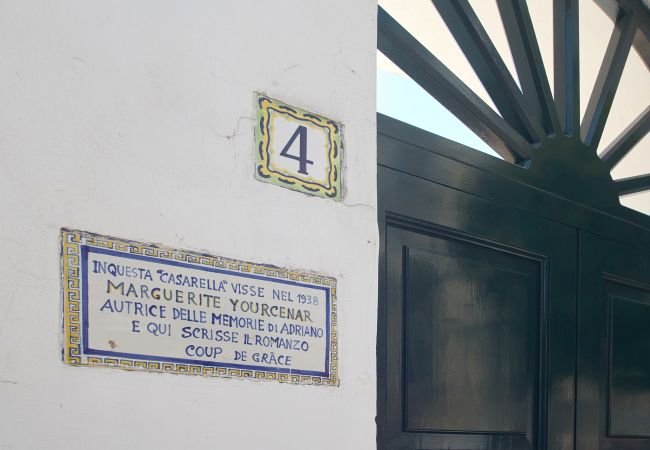 4
INQUESTA "CASARELLA" VISSE NEL 1938
MARGUERITE YOURCENAR
AUTRICE DELLE MEMORIE DI ADRIANO
E QUI SCRISSE IL ROMANZO
COUP DE GRÂCE